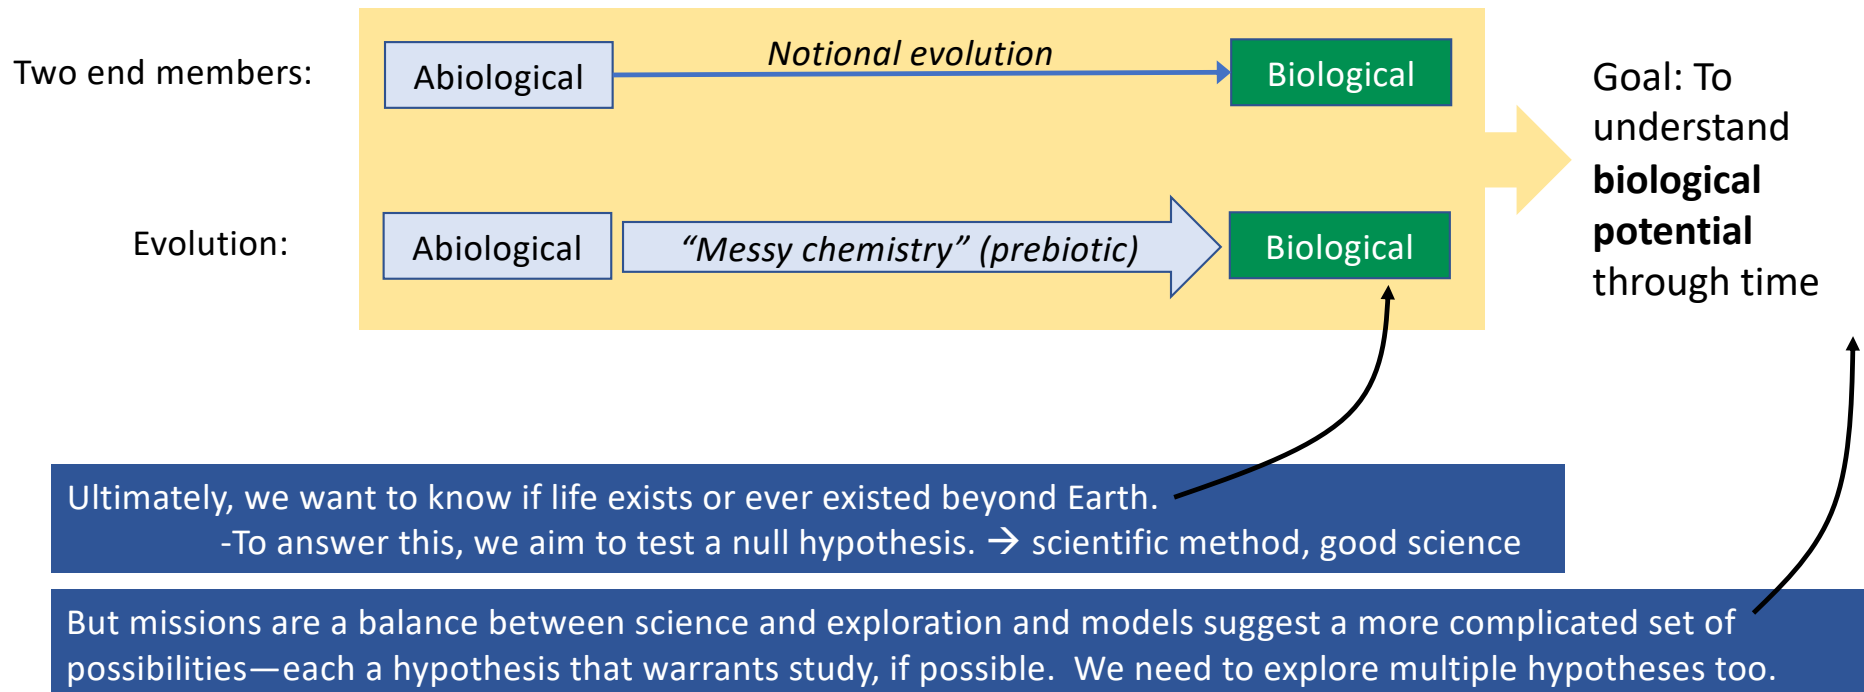 Two end members:
Abiological
Notional evolution
Biological
Evolution:
Abiological
“Messy chemistry” (prebiotic)
Biological
Goal: To
understand
biological
potential
through time
Ultimately, we want to know if life exists or ever existed beyond Earth.
-To answer this, we aim to test a null hypothesis. → scientific method, good science
But missions are a balance between science and exploration and models suggest a more complicated set of
possibilities—each a hypothesis that warrants study, if possible. We need to explore multiple hypotheses too.